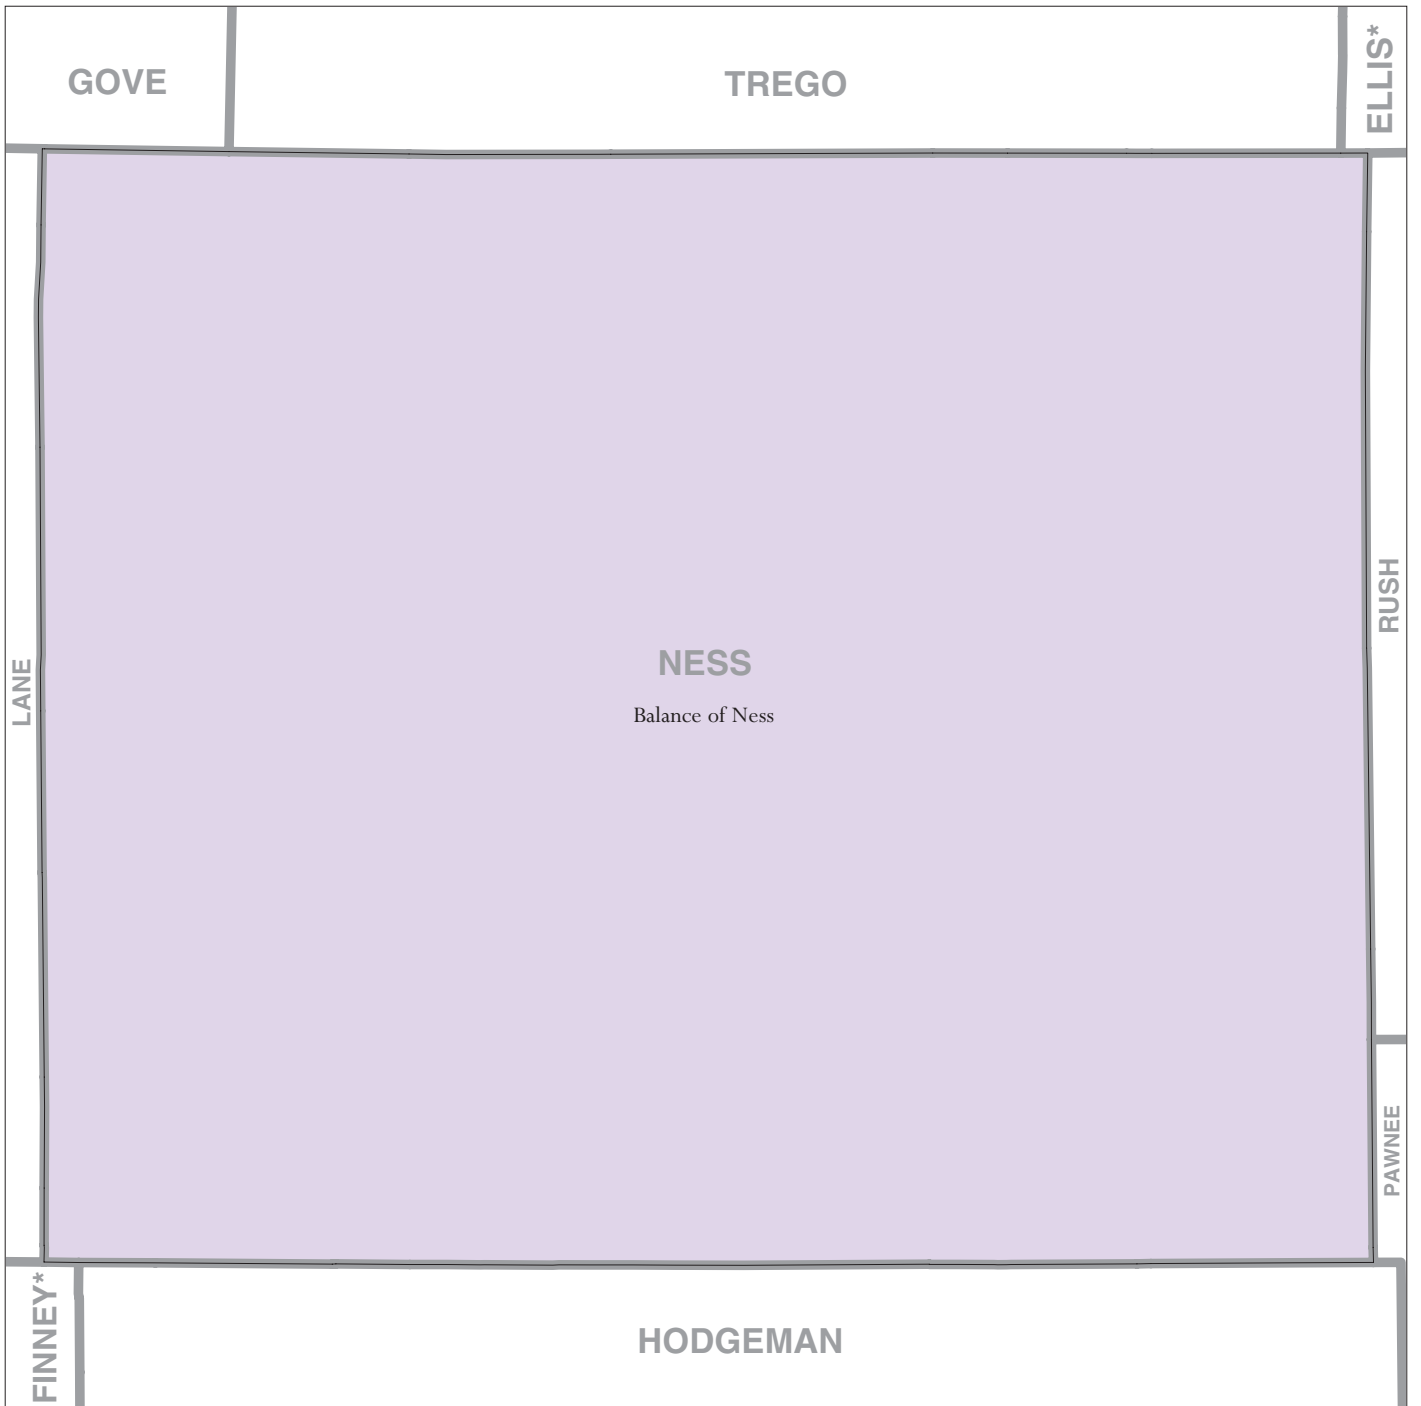 GOVE
TREGO
ELLIS*
LANE
NESS
Balance of Ness
RUSH
PAWNEE
FINNEY*
HODGEMAN